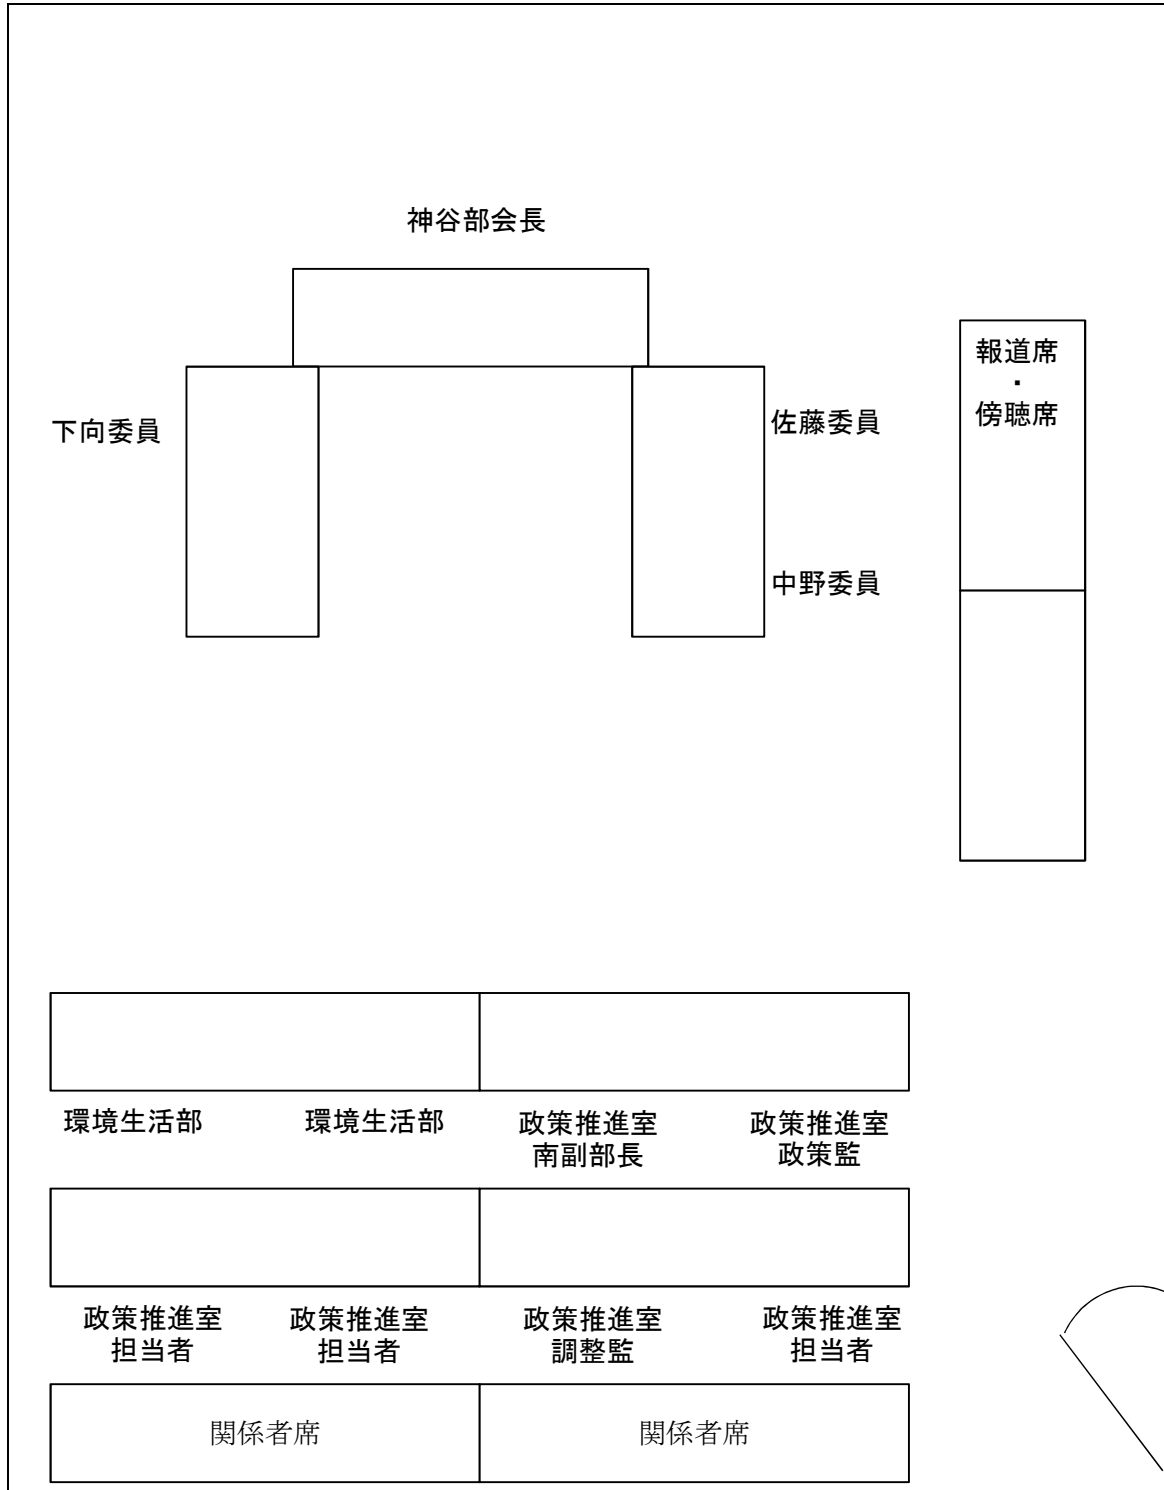 神谷部会長
報道席
・
傍聴席
下向委員
佐藤委員
中野委員
環境生活部
環境生活部
政策推進室
南副部長
政策推進室
政策監
政策推進室
担当者
政策推進室
担当者
政策推進室
調整監
政策推進室
担当者
関係者席
関係者席